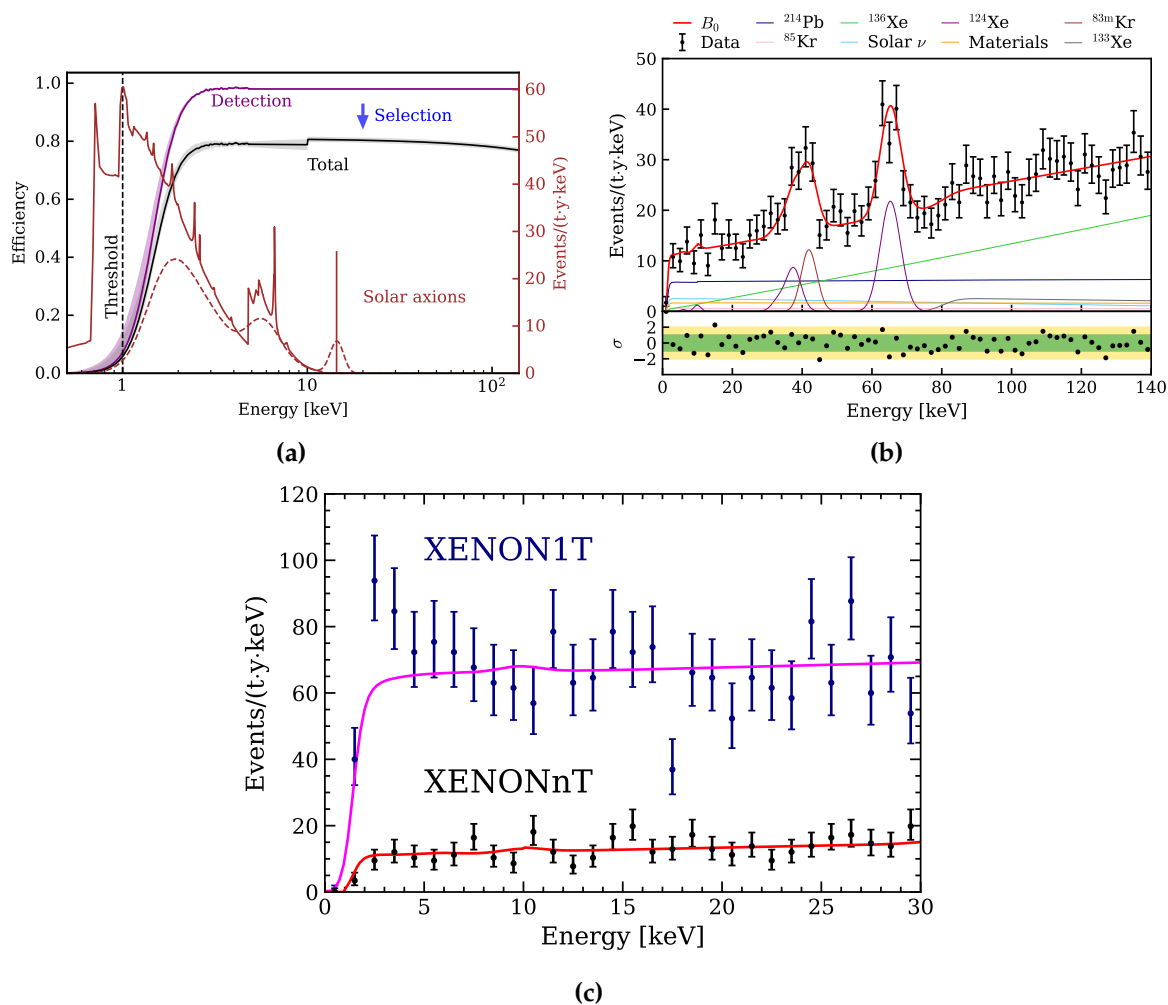 1.0
0.8
0.6
0.4
0.2
0.0
Efficiency
Detection
Selection
Total
Threshold
Solar axions
60
50
40
30
20
10
0
Events/(t·y·keV)
1 10 10²
Energy [keV]
(a)
B₀ ²¹⁴Pb ¹³⁶Xe ¹²⁴Xe ⁸³ᵐKr
Data ⁸⁵Kr Solar ν Materials ¹³³Xe
50
40
30
20
10
0
Events/(t·y·keV)
2
0
−2
σ
0 20 40 60 80 100 120 140
Energy [keV]
(b)
120
100
80
60
40
20
0
Events/(t·y·keV)
XENON1T
XENONnT
0 5 10 15 20 25 30
Energy [keV]
(c)